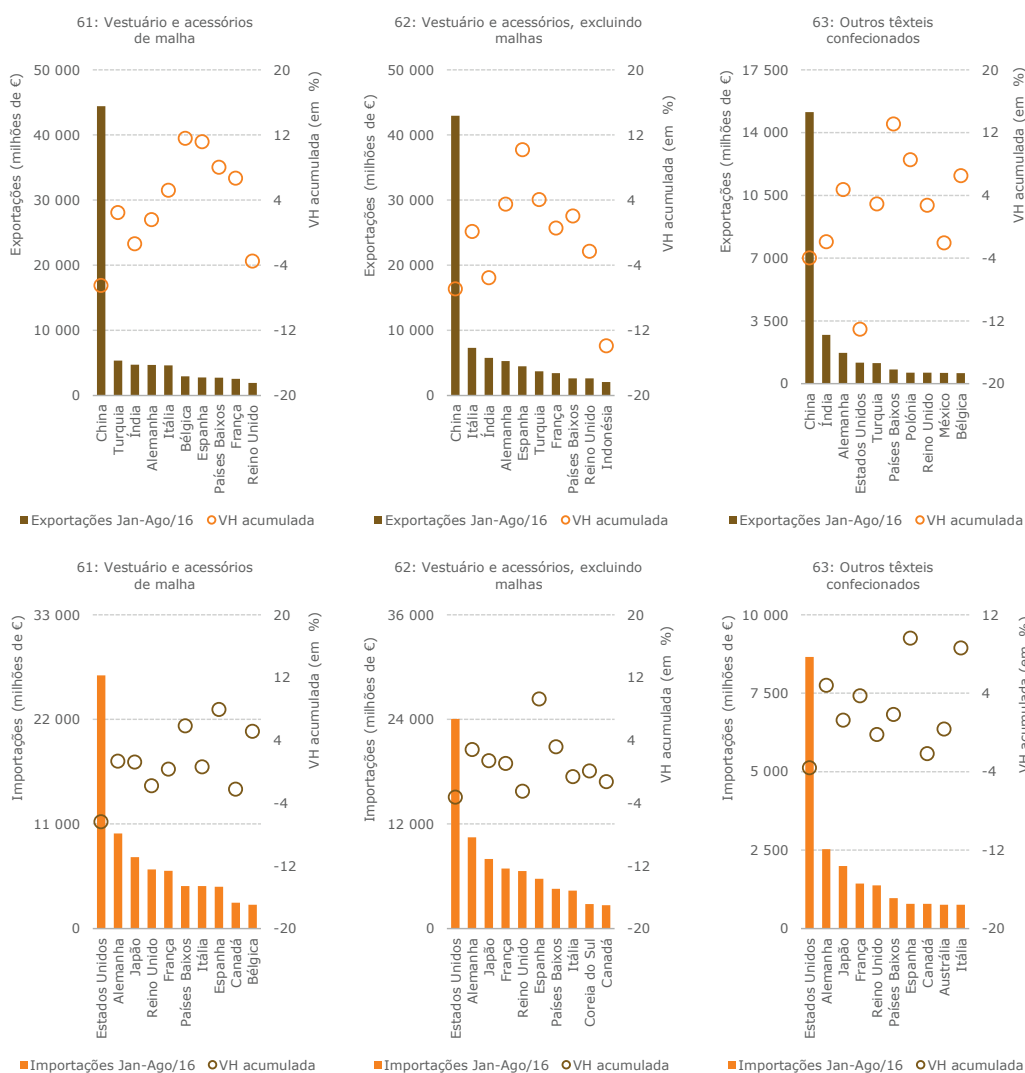 61: Vestuário e acessórios
de malha
50 000
40 000
30 000
20 000
10 000
0
20
12
4
-4
-12
-20
Exportações (milhões de €)
VH acumulada (em %)
China
Turquia
Índia
Alemanha
Itália
Bélgica
Espanha
Países Baixos
França
Reino Unido
Exportações Jan-Ago/16 VH acumulada
62: Vestuário e acessórios, excluindo
malhas
50 000
40 000
30 000
20 000
10 000
0
20
12
4
-4
-12
-20
Exportações (milhões de €)
VH acumulada (em %)
China
Itália
Índia
Alemanha
Espanha
Turquia
França
Países Baixos
Reino Unido
Indonésia
Exportações Jan-Ago/16 VH acumulada
63: Outros têxteis
confecionados
17 500
14 000
10 500
7 000
3 500
0
20
12
4
-4
-12
-20
Exportações (milhões de €)
VH acumulada (em %)
China
Índia
Alemanha
Estados Unidos
Turquia
Países Baixos
Polónia
Reino Unido
México
Bélgica
Exportações Jan-Ago/16 VH acumulada
61: Vestuário e acessórios
de malha
33 000
22 000
11 000
0
20
12
4
-4
-12
-20
Importações (milhões de €)
VH acumulada (em %)
Estados Unidos
Alemanha
Japão
Reino Unido
França
Países Baixos
Itália
Espanha
Canadá
Bélgica
Importações Jan-Ago/16 VH acumulada
62: Vestuário e acessórios, excluindo
malhas
36 000
24 000
12 000
0
20
12
4
-4
-12
-20
Importações (milhões de €)
VH acumulada (em %)
Estados Unidos
Alemanha
Japão
França
Reino Unido
Espanha
Países Baixos
Itália
Coreia do Sul
Canadá
Importações Jan-Ago/16 VH acumulada
63: Outros têxteis
confecionados
10 000
7 500
5 000
2 500
0
12
4
-4
-12
-20
Importações (milhões de €)
VH acumulada (em %)
Estados Unidos
Alemanha
Japão
França
Reino Unido
Países Baixos
Espanha
Canadá
Austrália
Itália
Importações Jan-Ago/16 VH acumulada